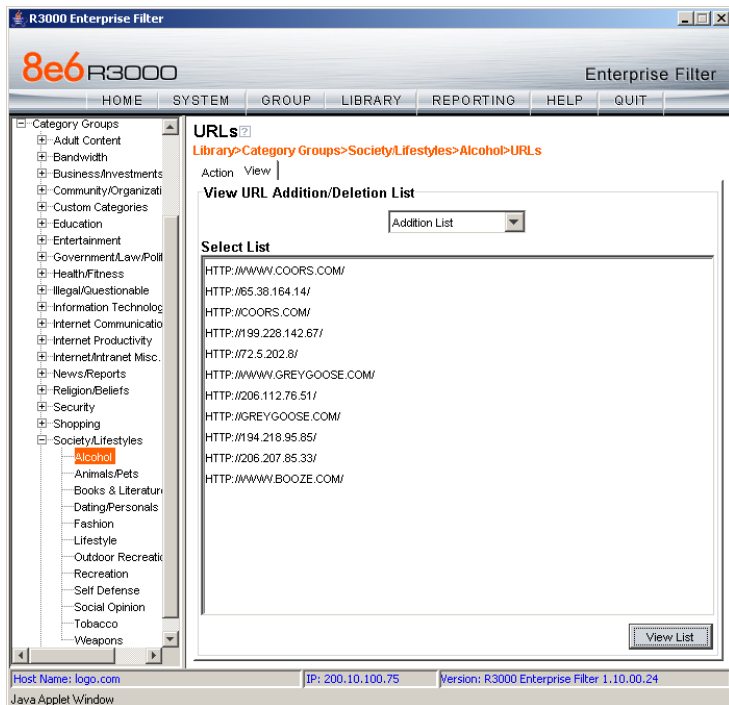 R3000 Enterprise Filter
8e6 R3000
Enterprise Filter
HOME SYSTEM GROUP LIBRARY REPORTING HELP QUIT
Category Groups
Adult Content
Bandwidth
Business/Investments
Community/Organizati
Custom Categories
Education
Entertainment
Government/Law/Polit
Health/Fitness
Illegal/Questionable
Information Technolog
Internet Communicatio
Internet Productivity
Internet/Intranet Misc.
News/Reports
Religion/Beliefs
Security
Shopping
Society/Lifestyles
Alcohol
Animals/Pets
Books & Literature
Dating/Personals
Fashion
Lifestyle
Outdoor Recreatio
Recreation
Self Defense
Social Opinion
Tobacco
Weapons
URLs ?
Library>Category Groups>Society/Lifestyles>Alcohol>URLs
Action View
View URL Addition/Deletion List
Addition List
Select List
HTTP://WWW.COORS.COM/
HTTP://65.38.164.14/
HTTP://COORS.COM/
HTTP://199.228.142.67/
HTTP://72.5.202.8/
HTTP://WWW.GREYGOOSE.COM/
HTTP://206.112.76.51/
HTTP://GREYGOOSE.COM/
HTTP://194.218.95.85/
HTTP://206.207.85.33/
HTTP://WWW.BOOZE.COM/
View List
Host Name: logo.com IP: 200.10.100.75 Version: R3000 Enterprise Filter 1.10.00.24
Java Applet Window